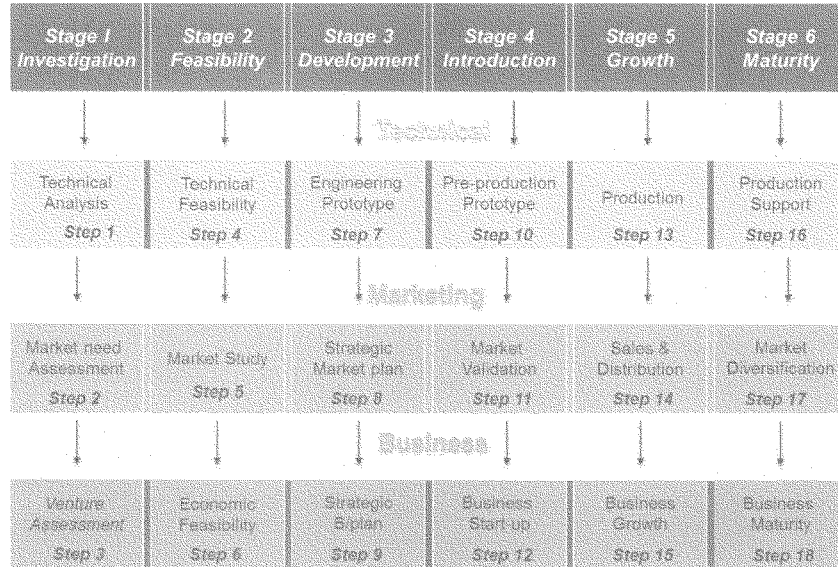 Stage I
Investigation
Stage 2
Feasibility
Stage 3
Development
Stage 4
Introduction
Stage 5
Growth
Stage 6
Maturity
Technical
Technical
Analysis
Step 1
Technical
Feasibility
Step 4
Engineering
Prototype
Step 7
Pre-production
Prototype
Step 10
Production
Step 13
Production
Support
Step 16
Marketing
Market need
Assessment
Step 2
Market Study
Step 5
Strategic
Market plan
Step 8
Market
Validation
Step 11
Sales &
Distribution
Step 14
Market
Diversification
Step 17
Business
Venture
Assessment
Step 3
Economic
Feasibility
Step 6
Strategic
B/plan
Step 9
Business
Start up
Step 12
Business
Growth
Step 15
Business
Maturity
Step 18